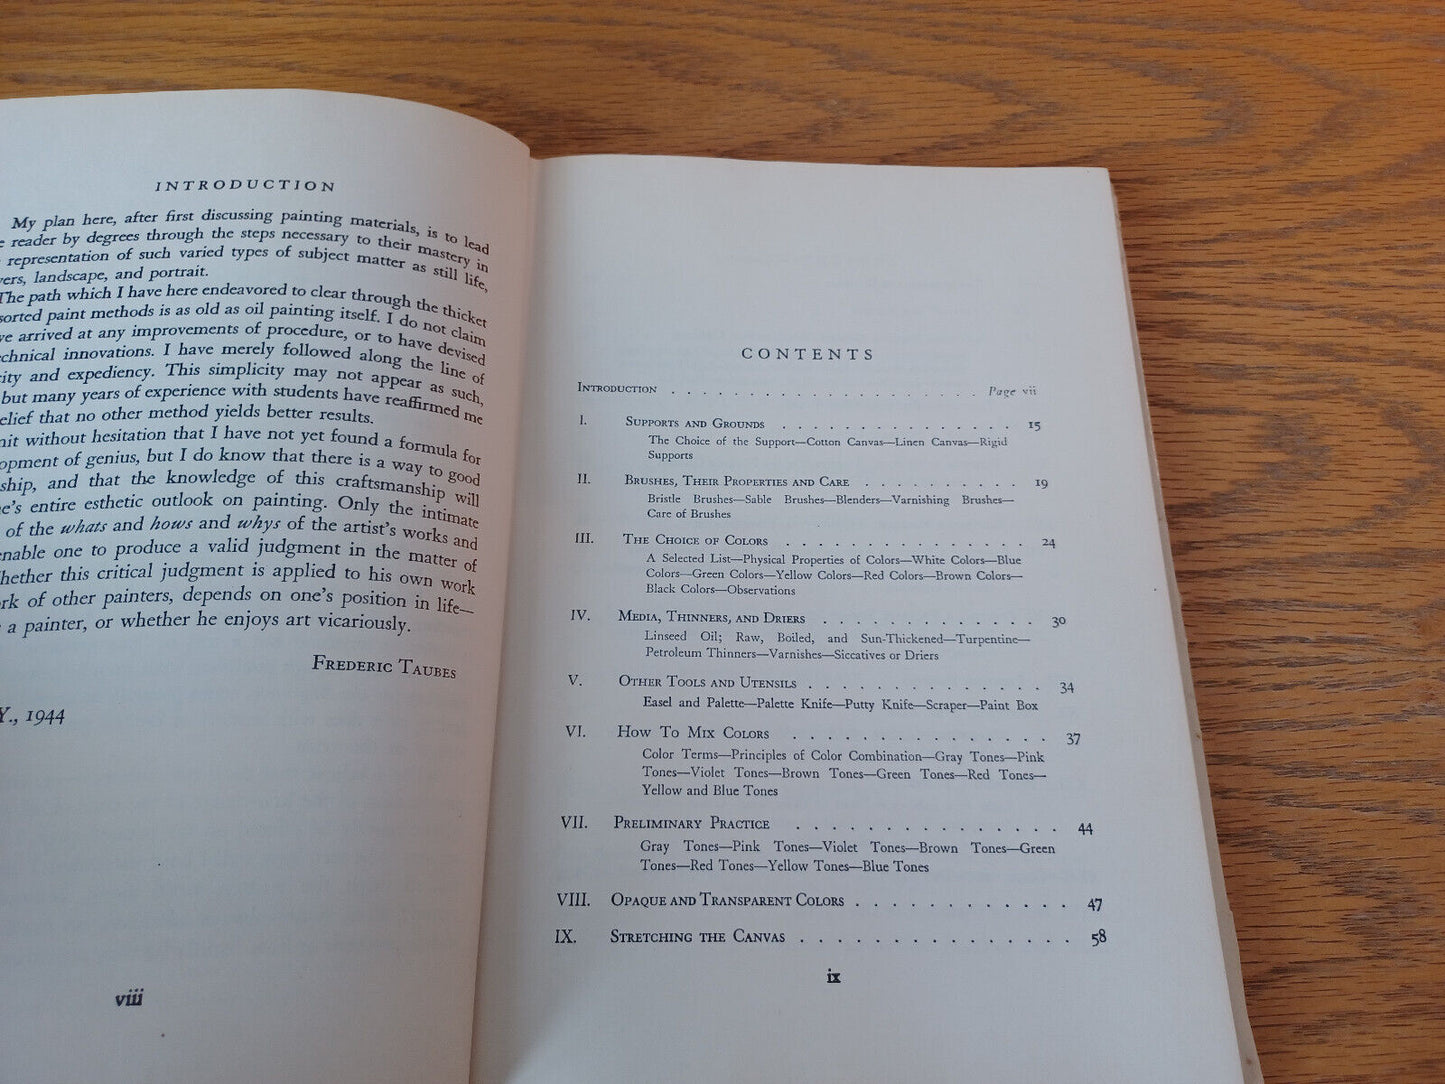 INTRODUCTION
My plan here, after first discussing painting materials, is to lead
reader by degrees through the steps necessary to their mastery in
representation of such varied types of subject matter as still life,
landscape, and portrait.
The path which I have here endeavored to clear through the thicket
sorted paint methods is as old as oil painting itself. I do not claim
arrived at any improvements of procedure, or to have devised
chnical innovations. I have merely followed along the line of
ity and expediency. This simplicity may not appear as such,
but many years of experience with students have reaffirmed me
elief that no other method yields better results.
nit without hesitation that I have not yet found a formula for
opment of genius, but I do know that there is a way to good
ship, and that the knowledge of this craftsmanship will
e's entire esthetic outlook on painting. Only the intimate
of the whats and hows and whys of the artist's works and
enable one to produce a valid judgment in the matter of
hether this critical judgment is applied to his own work
rk of other painters, depends on one's position in life—
a painter, or whether he enjoys art vicariously.
FREDERIC TAUBES
Y., 1944
viii
CONTENTS
INTRODUCTION . . . . . . . . . . . . . . Page vii
I. SUPPORTS AND GROUNDS . . . . . . . . . . . 15
The Choice of the Support—Cotton Canvas—Linen Canvas—Rigid
Supports
II. BRUSHES, THEIR PROPERTIES AND CARE . . . . . . . . 19
Bristle Brushes—Sable Brushes—Blenders—Varnishing Brushes—
Care of Brushes
III. THE CHOICE OF COLORS . . . . . . . . . . . . 24
A Selected List—Physical Properties of Colors—White Colors—Blue
Colors—Green Colors—Yellow Colors—Red Colors—Brown Colors—
Black Colors—Observations
IV. MEDIA, THINNERS, AND DRIERS . . . . . . . . . . 30
Linseed Oil; Raw, Boiled, and Sun-Thickened—Turpentine—
Petroleum Thinners—Varnishes—Siccatives or Driers
V. OTHER TOOLS AND UTENSILS . . . . . . . . . . . 34
Easel and Palette—Palette Knife—Putty Knife—Scraper—Paint Box
VI. HOW TO MIX COLORS . . . . . . . . . . . . 37
Color Terms—Principles of Color Combination—Gray Tones—Pink
Tones—Violet Tones—Brown Tones—Green Tones—Red Tones—
Yellow and Blue Tones
VII. PRELIMINARY PRACTICE . . . . . . . . . . . . 44
Gray Tones—Pink Tones—Violet Tones—Brown Tones—Green
Tones—Red Tones—Yellow Tones—Blue Tones
VIII. OPAQUE AND TRANSPARENT COLORS . . . . . . . . . 47
IX. STRETCHING THE CANVAS . . . . . . . . . . . . 58
ix